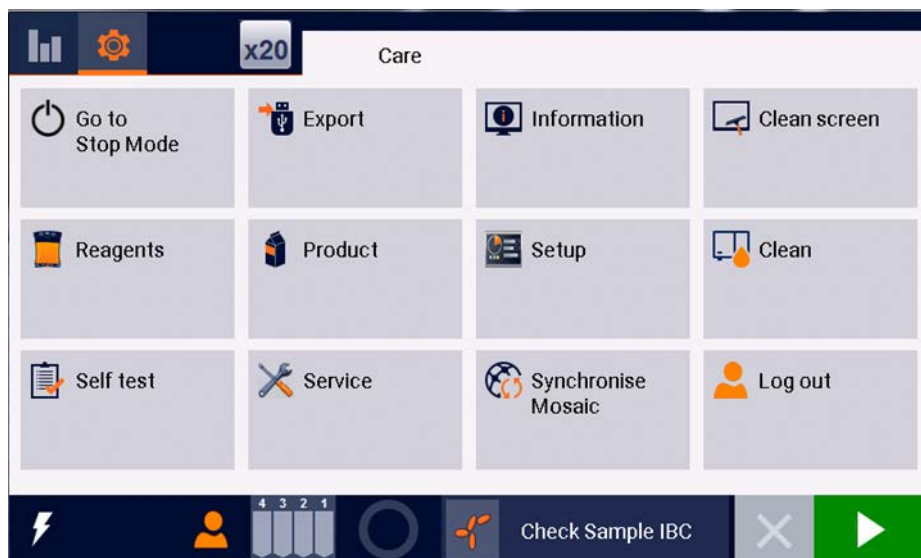 x20
Care
Go to
Stop Mode
Export
Information
Clean screen
Reagents
Product
Setup
Clean
Self test
Service
Synchronise
Mosaic
Log out
4 3 2 1
Check Sample IBC